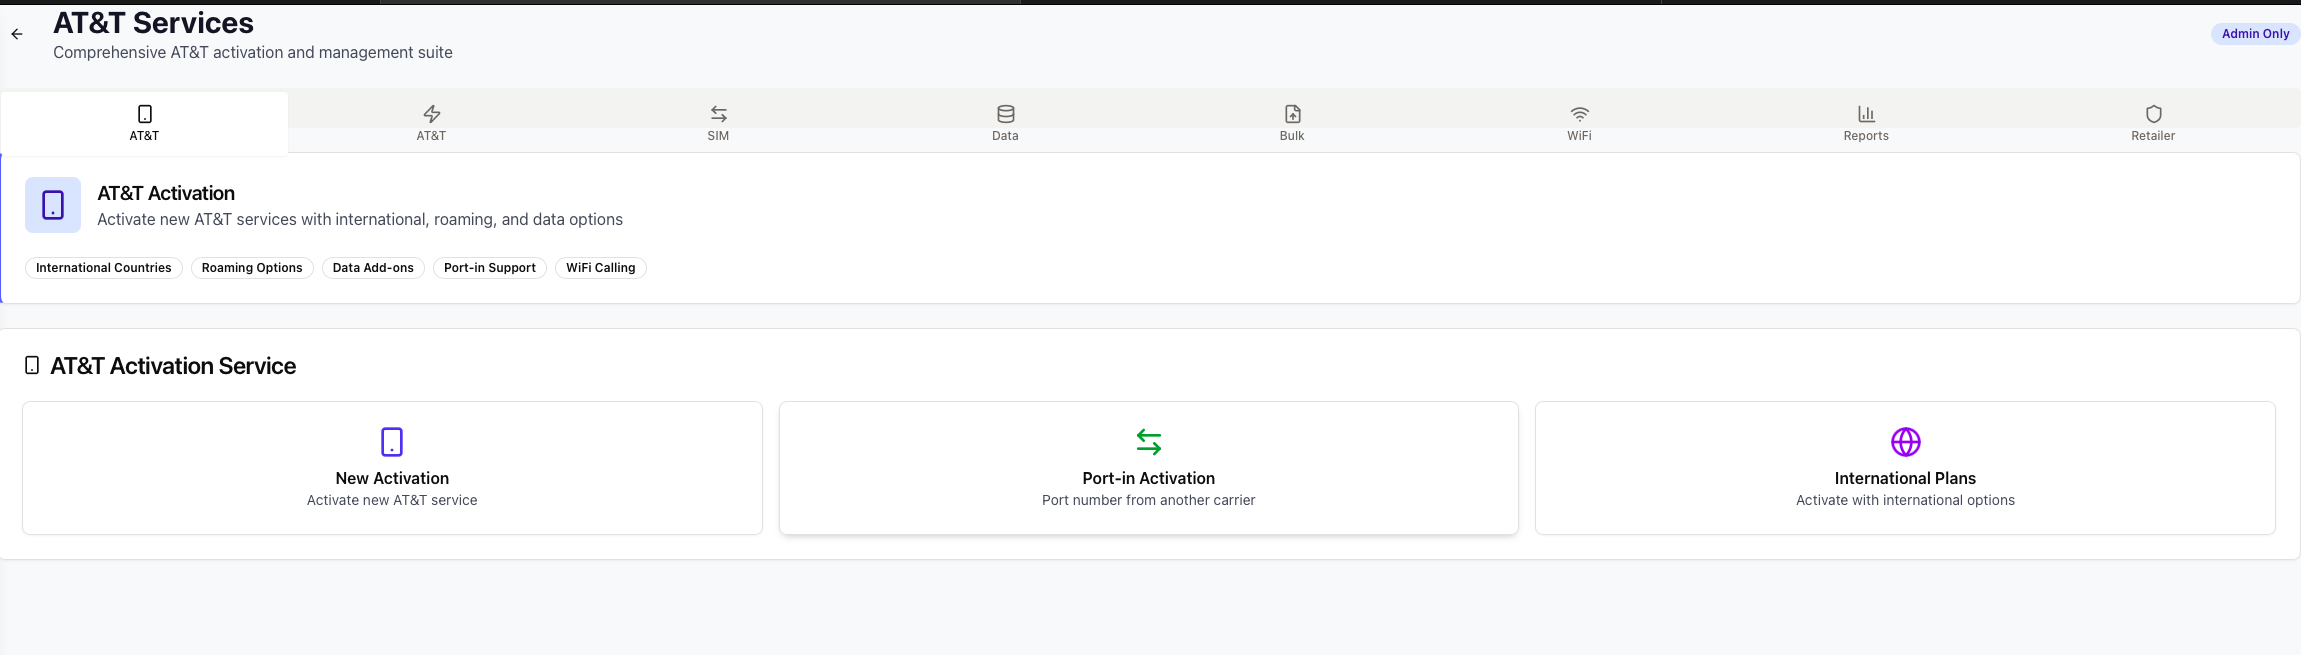 AT&T Services
Comprehensive AT&T activation and management suite
Admin Only
AT&T
AT&T
SIM
Data
Bulk
WiFi
Reports
Retailer
AT&T Activation
Activate new AT&T services with international, roaming, and data options
International Countries
Roaming Options
Data Add-ons
Port-in Support
WiFi Calling
AT&T Activation Service
New Activation
Activate new AT&T service
Port-in Activation
Port number from another carrier
International Plans
Activate with international options